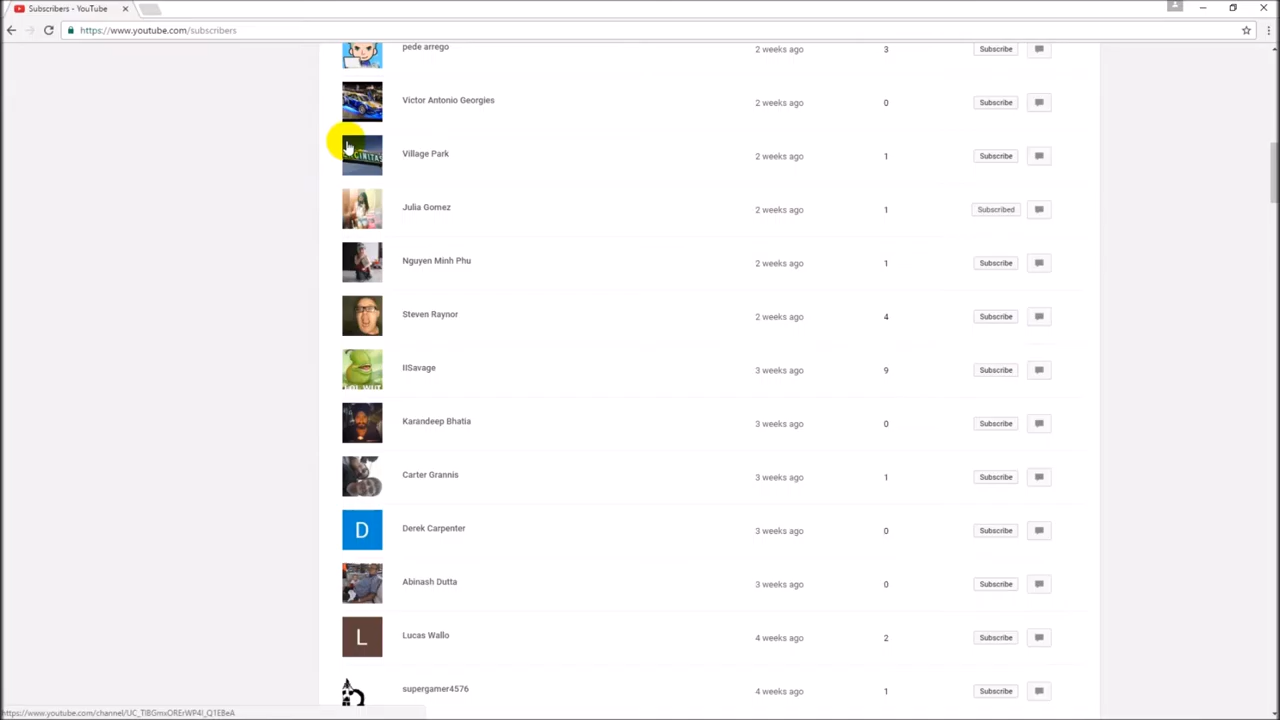 Subscribers - YouTube
https://www.youtube.com/subscribers
pede arrego 2 weeks ago 3 Subscribe
Victor Antonio Georgies 2 weeks ago 0 Subscribe
Village Park 2 weeks ago 1 Subscribe
Julia Gomez 2 weeks ago 1 Subscribed
Nguyen Minh Phu 2 weeks ago 1 Subscribe
Steven Raynor 2 weeks ago 4 Subscribe
IISavage 3 weeks ago 9 Subscribe
LOL WUT
Karandeep Bhatia 3 weeks ago 0 Subscribe
Carter Grannis 3 weeks ago 1 Subscribe
D Derek Carpenter 3 weeks ago 0 Subscribe
Abinash Dutta 3 weeks ago 0 Subscribe
L Lucas Wallo 4 weeks ago 2 Subscribe
supergamer4576 4 weeks ago 1 Subscribe